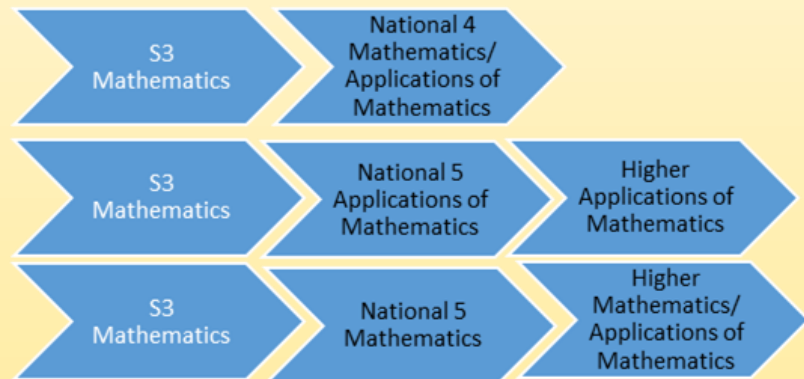 S3
Mathematics
National 4
Mathematics/
Applications of
Mathematics
S3
Mathematics
National 5
Applications of
Mathematics
Higher
Applications of
Mathematics
S3
Mathematics
National 5
Mathematics
Higher
Mathematics/
Applications of
Mathematics